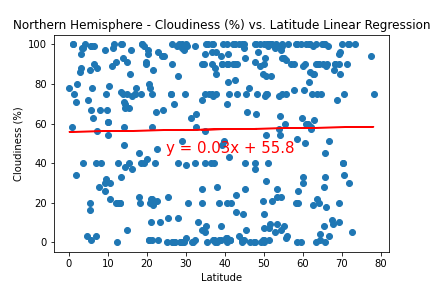 Northern Hemisphere - Cloudiness (%) vs. Latitude Linear Regression
100
80
60
40
20
0
Cloudiness (%)
y = 0.03x + 55.8
0 10 20 30 40 50 60 70 80
Latitude